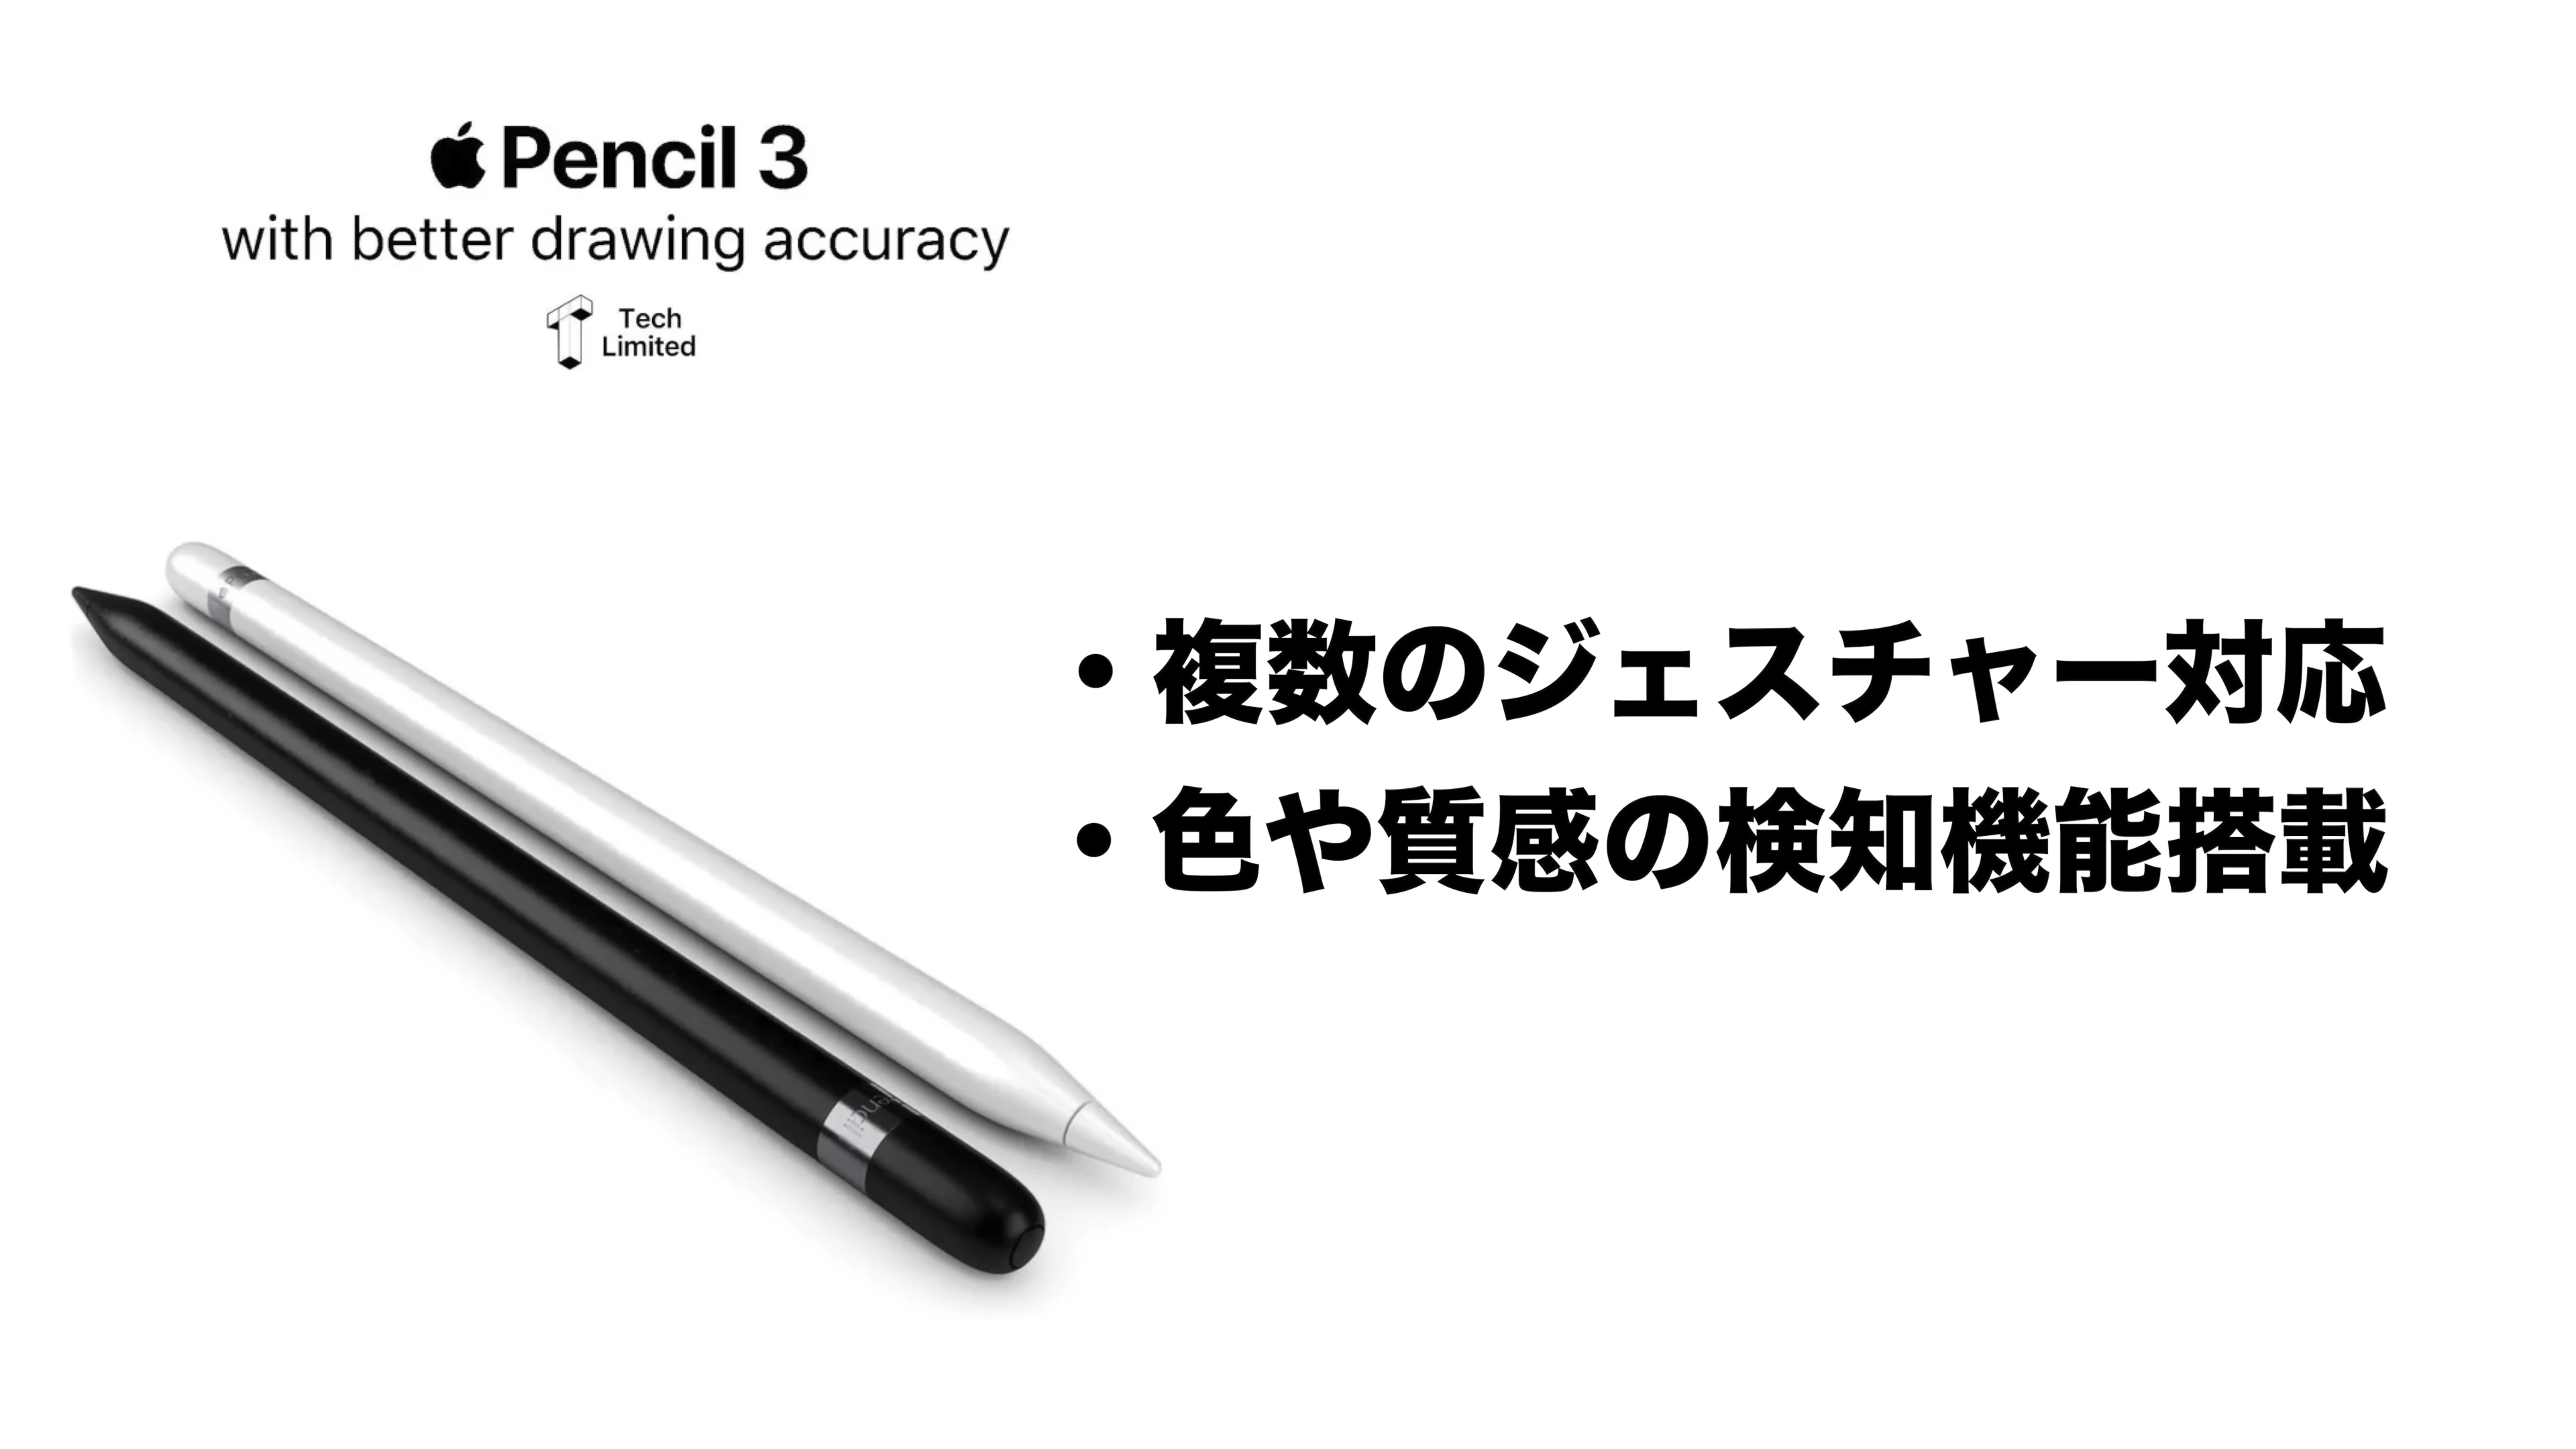 Pencil 3
with better drawing accuracy
Tech
Limited
・複数のジェスチャー対応
・色や質感の検知機能搭載